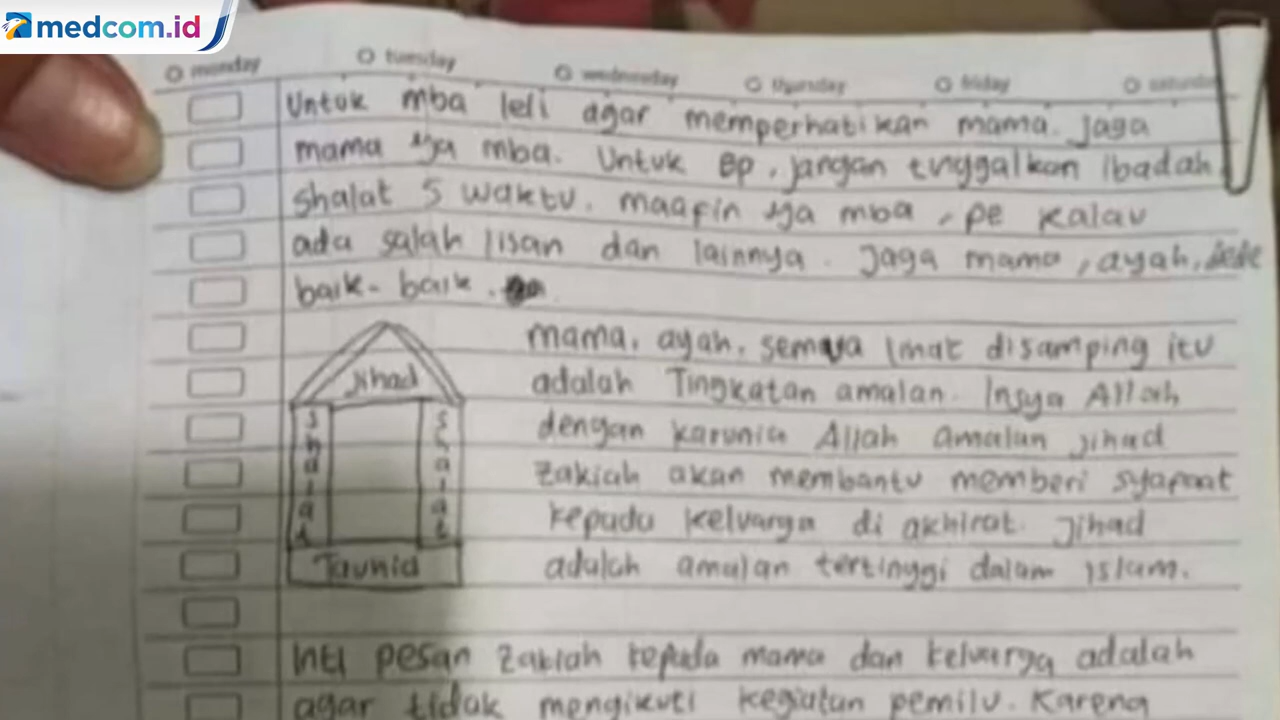 medcom.id
monday tuesday wednesday thursday friday saturday
Untuk mba leli agar memperhatikan mama. Jaga
mama ya mba. Untuk Bp, jangan tinggalkan ibadah
shalat 5 waktu. maafin ya mba, pe kalau
ada salah lisan dan lainnya. Jaga mama, ayah, dede
baik-baik.
mama, ayah, semua lihat disamping itu
adalah Tingkatan amalan. Insya Allah
dengan karunia Allah amalan jihad
zakiah akan membantu memberi syafaat
kepada keluarga di akhirat. Jihad
adalah amalan tertinggi dalam islam.
Jihad
Shalat
Shalat
Tauhid
Inti pesan zakiah kepada mama dan keluarga adalah
agar tidak mengikuti kegiatan pemilu. Karena